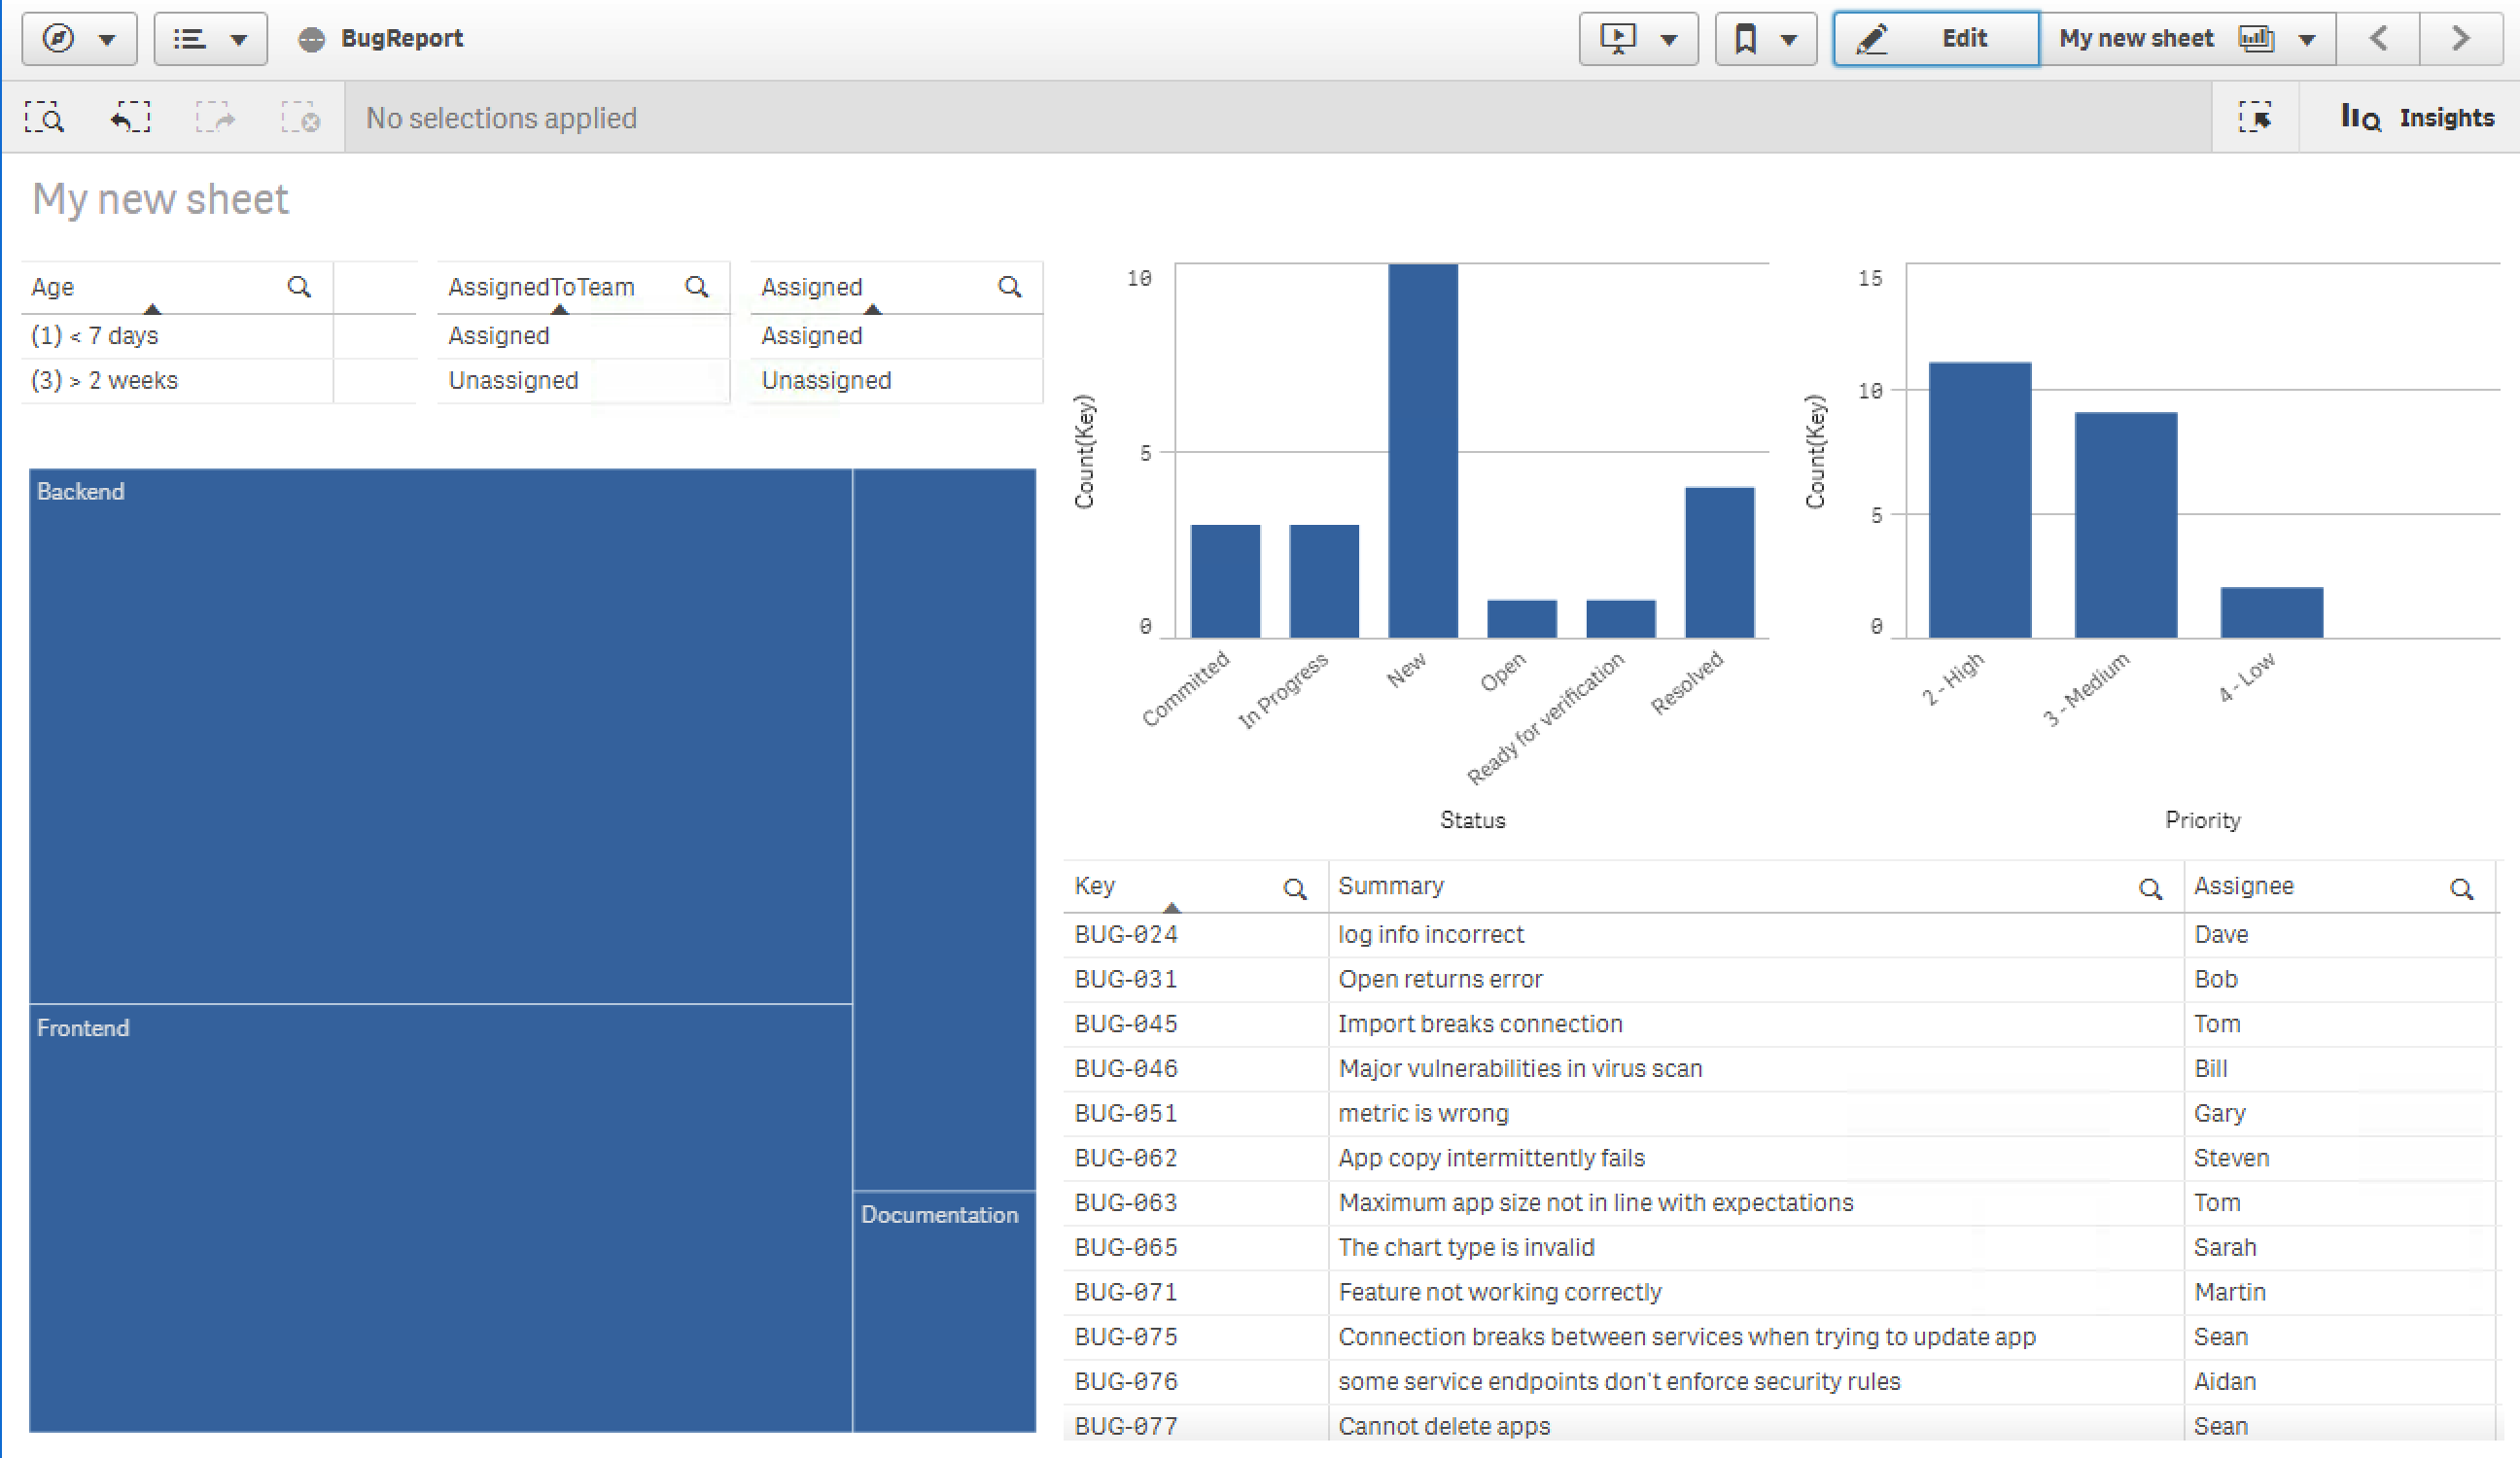 BugReport
Edit
My new sheet
No selections applied
Insights
My new sheet
Age
(1) < 7 days
(3) > 2 weeks
AssignedToTeam
Assigned
Unassigned
Assigned
Assigned
Unassigned
Backend
Frontend
Documentation
Count(Key)
10
5
0
Committed
In Progress
New
Open
Ready for verification
Resolved
Status
Count(Key)
15
10
5
0
2 - High
3 - Medium
4 - Low
Priority
Key Summary Assignee
BUG-024 log info incorrect Dave
BUG-031 Open returns error Bob
BUG-045 Import breaks connection Tom
BUG-046 Major vulnerabilities in virus scan Bill
BUG-051 metric is wrong Gary
BUG-062 App copy intermittently fails Steven
BUG-063 Maximum app size not in line with expectations Tom
BUG-065 The chart type is invalid Sarah
BUG-071 Feature not working correctly Martin
BUG-075 Connection breaks between services when trying to update app Sean
BUG-076 some service endpoints don't enforce security rules Aidan
BUG-077 Cannot delete apps Sean